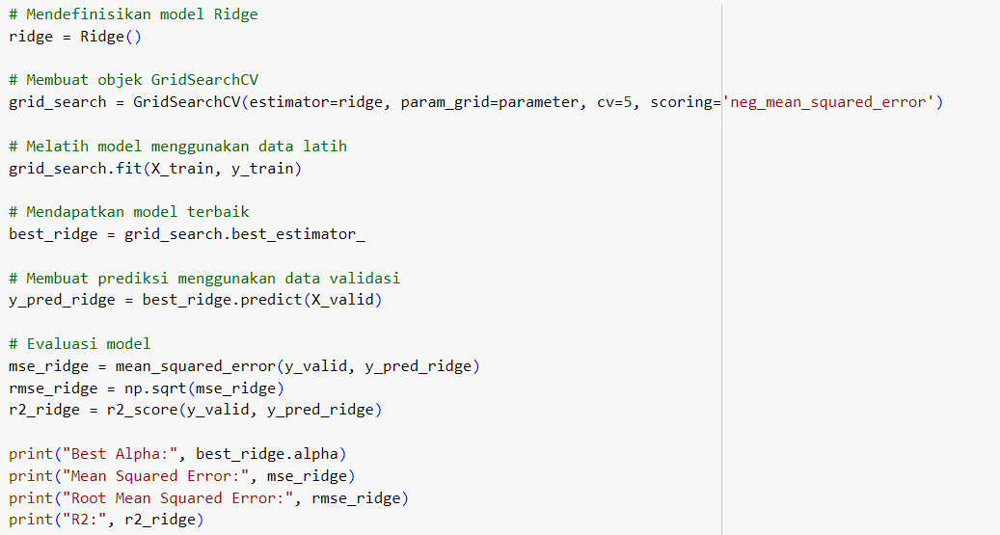 # Mendefinisikan model Ridge
ridge = Ridge()
# Membuat objek GridSearchCV
grid_search = GridSearchCV(estimator=ridge, param_grid=parameter, cv=5, scoring='neg_mean_squared_error')
# Melatih model menggunakan data latih
grid_search.fit(X_train, y_train)
# Mendapatkan model terbaik
best_ridge = grid_search.best_estimator_
# Membuat prediksi menggunakan data validasi
y_pred_ridge = best_ridge.predict(X_valid)
# Evaluasi model
mse_ridge = mean_squared_error(y_valid, y_pred_ridge)
rmse_ridge = np.sqrt(mse_ridge)
r2_ridge = r2_score(y_valid, y_pred_ridge)
print("Best Alpha:", best_ridge.alpha)
print("Mean Squared Error:", mse_ridge)
print("Root Mean Squared Error:", rmse_ridge)
print("R2:", r2_ridge)